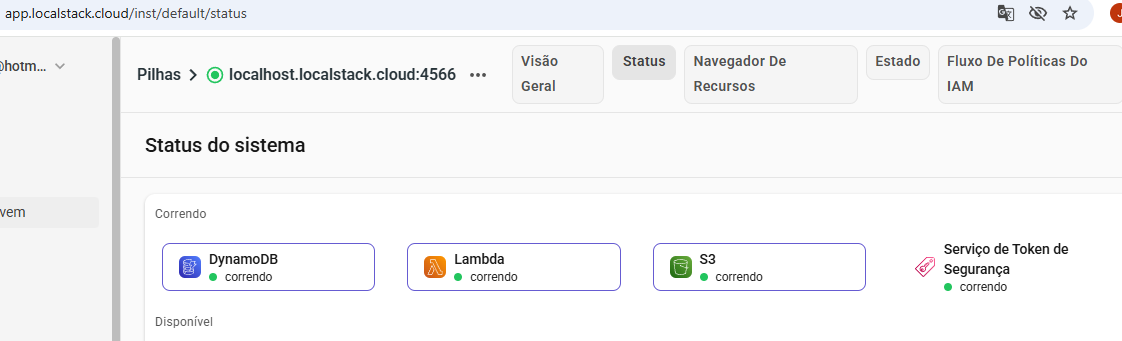 app.localstack.cloud/inst/default/status
@hotm...
Pilhas > localhost.localstack.cloud:4566 •••
Visão
Geral
Status
Navegador De
Recursos
Estado
Fluxo De Políticas Do
IAM
Status do sistema
vem
Correndo
DynamoDB
correndo
Lambda
correndo
S3
correndo
Serviço de Token de
Segurança
correndo
Disponível